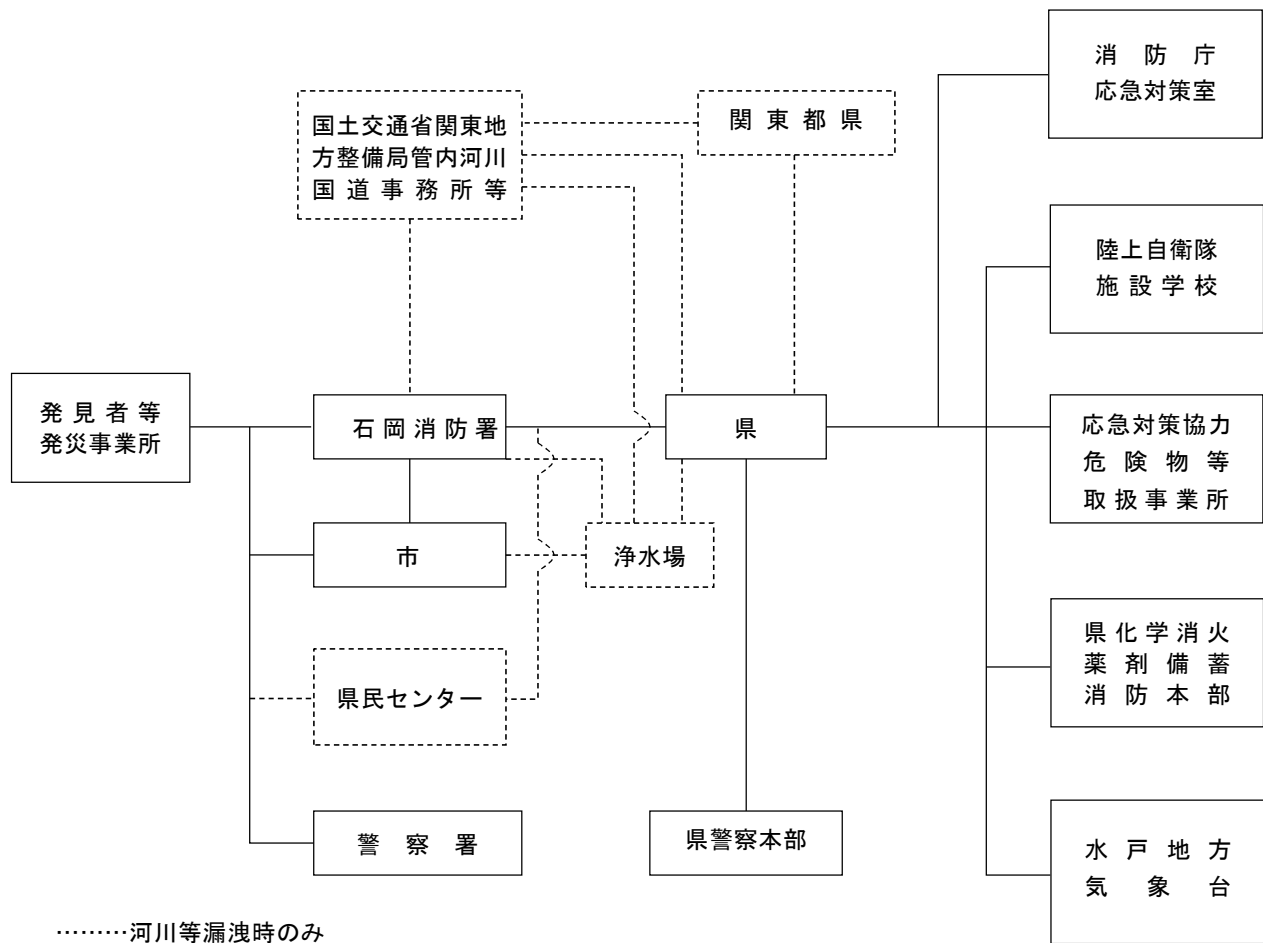 消防庁
応急対策室
国土交通省関東地
方整備局管内河川
国道事務所等
関東都県
陸上自衛隊
施設学校
発見者等
発災事業所
石岡消防署
県
応急対策協力
危険物等
取扱事業所
市
浄水場
県民センター
県化学消火
薬剤備蓄
消防本部
警察署
県警察本部
水戸地方
気象台
………河川等漏洩時のみ